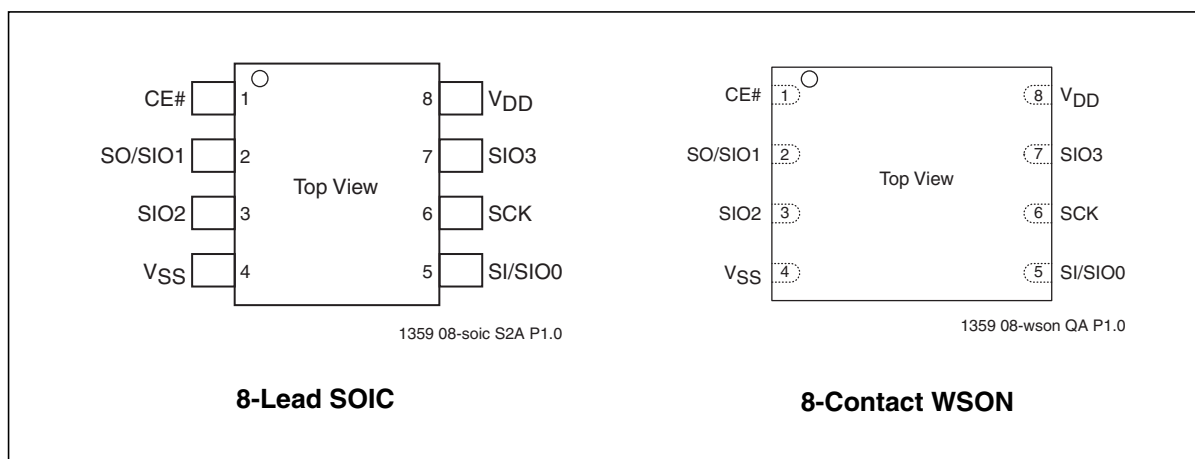 CE# 1 8 VDD
SO/SIO1 2 7 SIO3
Top View
SIO2 3 6 SCK
VSS 4 5 SI/SIO0
1359 08-soic S2A P1.0
8-Lead SOIC
CE# 1 8 VDD
SO/SIO1 2 7 SIO3
Top View
SIO2 3 6 SCK
VSS 4 5 SI/SIO0
1359 08-wson QA P1.0
8-Contact WSON